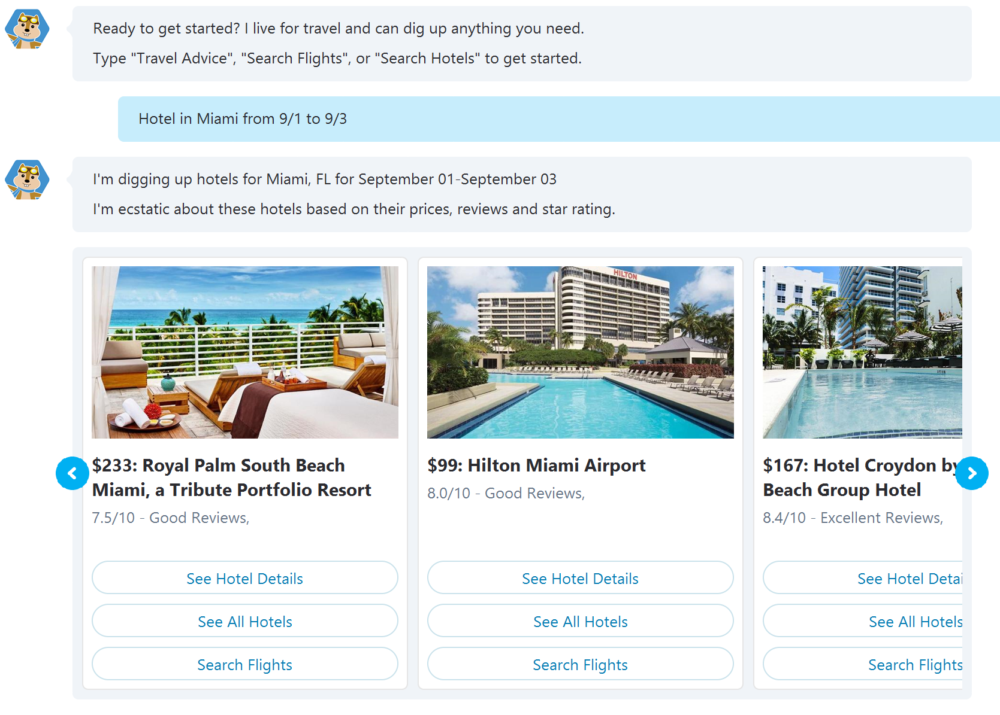 Ready to get started? I live for travel and can dig up anything you need.
Type "Travel Advice", "Search Flights", or "Search Hotels" to get started.
Hotel in Miami from 9/1 to 9/3
I'm digging up hotels for Miami, FL for September 01-September 03
I'm ecstatic about these hotels based on their prices, reviews and star rating.
HILTON
$233: Royal Palm South Beach
Miami, a Tribute Portfolio Resort
7.5/10 - Good Reviews,
See Hotel Details
See All Hotels
Search Flights
$99: Hilton Miami Airport
8.0/10 - Good Reviews,
See Hotel Details
See All Hotels
Search Flights
$167: Hotel Croydon by
Beach Group Hotel
8.4/10 - Excellent Reviews,
See Hotel Detai
See All Hotels
Search Flights